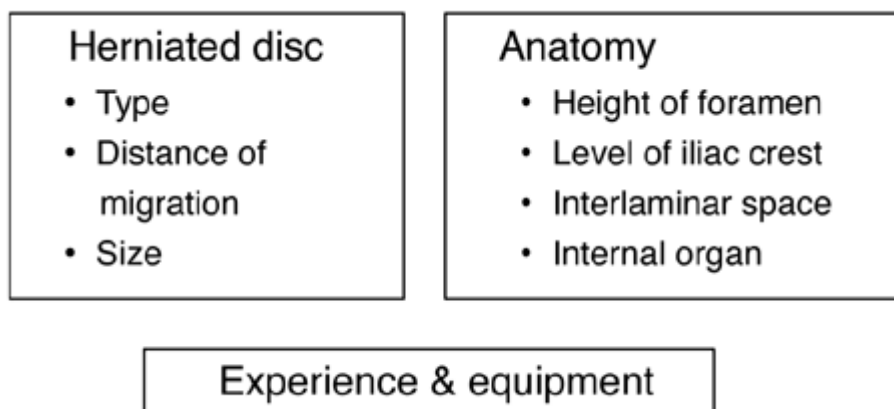 Herniated disc
• Type
• Distance of
migration
• Size
Anatomy
• Height of foramen
• Level of iliac crest
• Interlaminar space
• Internal organ
Experience & equipment